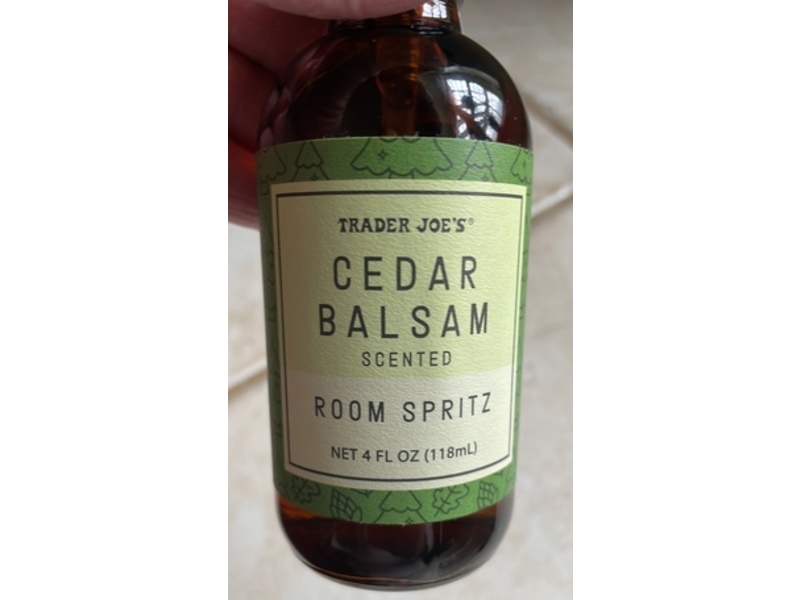 TRADER JOE'S®
CEDAR
BALSAM
SCENTED
ROOM SPRITZ
NET 4 FL OZ (118mL)